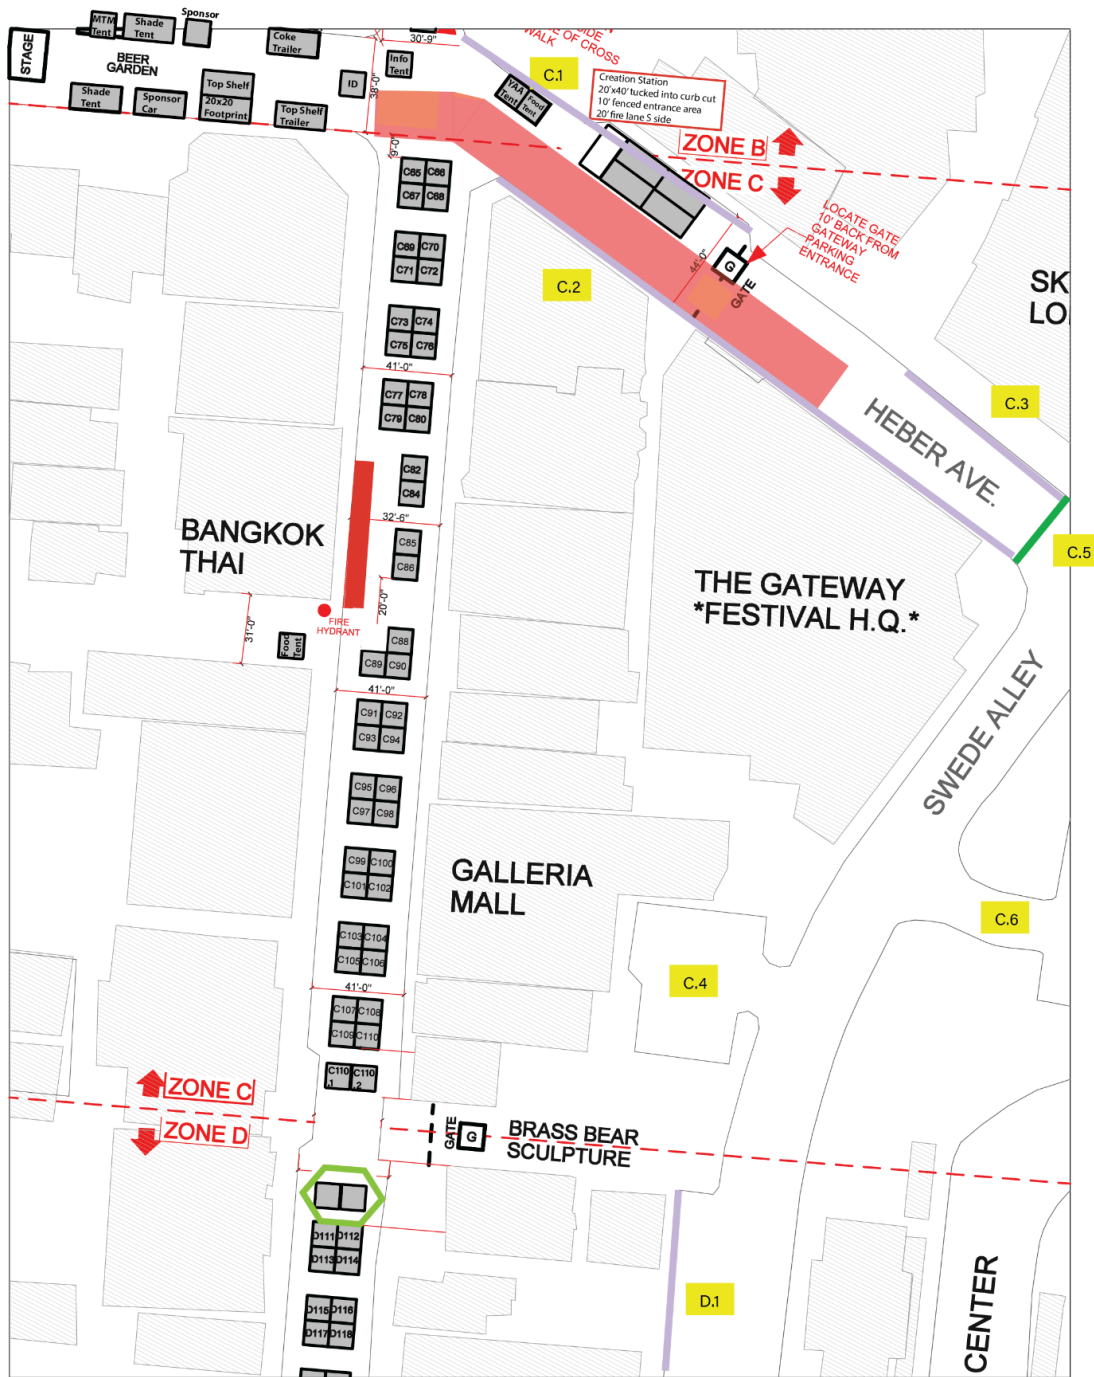 Sponsor
MTM
Tent
Shade
Tent
STAGE
BEER
GARDEN
Coke
Trailer
30'-9"
SIDE
OF CROSS
WALK
Info
Tent
ID
38'-0"
Shade
Tent
Sponsor
Car
Top Shelf
20x20
Footprint
Top Shelf
Trailer
C.1
YAA
Tent
Food
Tent
Creation Station
20'x40' tucked into curb cut
10' fenced entrance area
20' fire lane S side
ZONE B
ZONE C
9'-0"
C65 C66
C67 C68
LOCATE GATE
10' BACK FROM
GATEWAY
PARKING
ENTRANCE
44'-0"
G
GATE
C69 C70
C71 C72
C.2
SK
LO
C73 C74
C75 C76
41'-0"
C77 C78
C79 C80
C.3
HEBER AVE.
C82
C84
32'-6"
BANGKOK
THAI
C85
C86
C.5
20'-0"
THE GATEWAY
*FESTIVAL H.Q.*
FIRE
HYDRANT
31'-0"
Food
Tent
C88
C89 C90
41'-0"
SWEDE ALLEY
C91 C92
C93 C94
C95 C96
C97 C98
C99 C100
C101 C102
GALLERIA
MALL
C.6
C103 C104
C105 C106
C.4
41'-0"
C107 C108
C109 C110
C110
.1
C110
.2
ZONE C
ZONE D
GATE
G
BRASS BEAR
SCULPTURE
D111 D112
D113 D114
D.1
D115 D116
D117 D118
CENTER